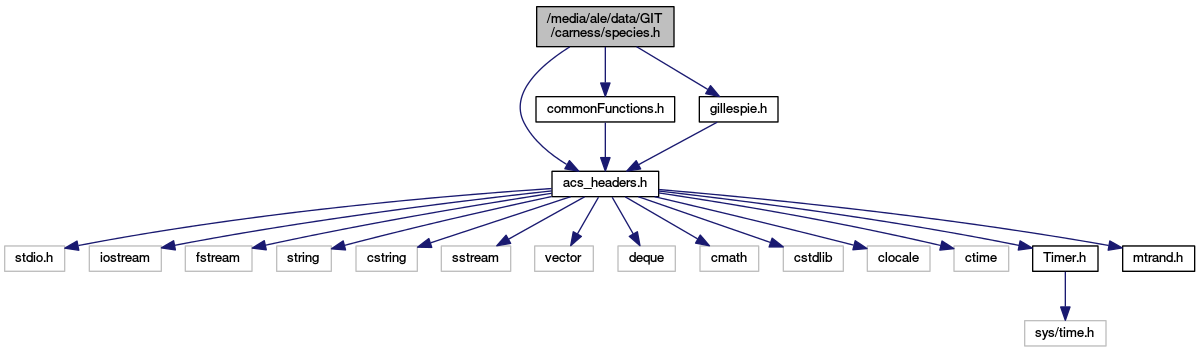 /media/ale/data/GIT
/carness/species.h
commonFunctions.h
gillespie.h
acs_headers.h
stdio.h
iostream
fstream
string
cstring
sstream
vector
deque
cmath
cstdlib
clocale
ctime
Timer.h
mtrand.h
sys/time.h